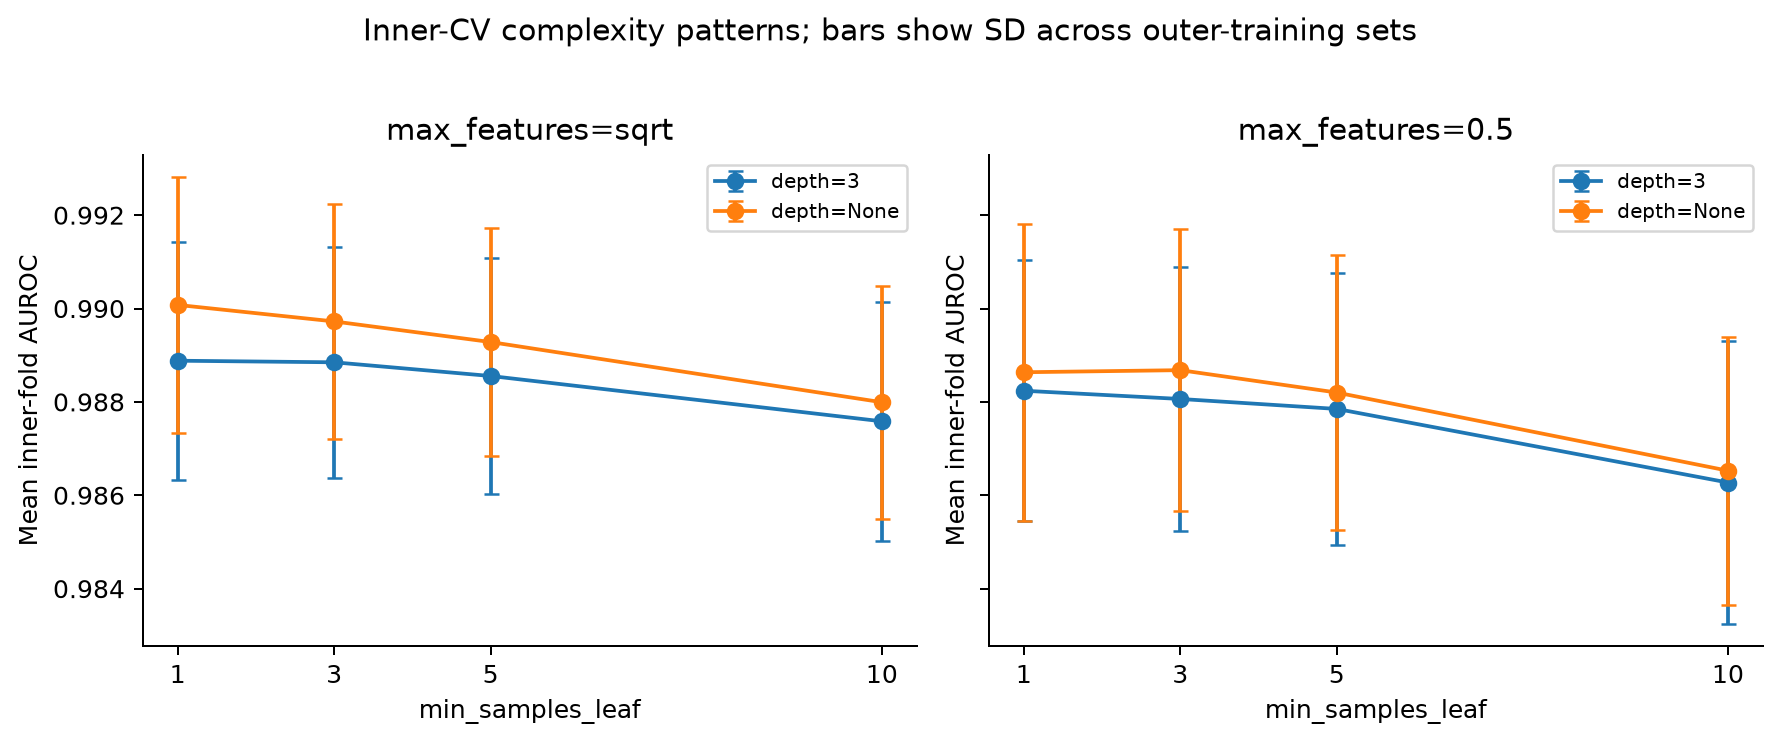 Inner-CV complexity patterns; bars show SD across outer-training sets
max_features=sqrt
depth=3
depth=None
0.992
0.990
0.988
0.986
0.984
Mean inner-fold AUROC
1 3 5 10
min_samples_leaf
max_features=0.5
depth=3
depth=None
Mean inner-fold AUROC
1 3 5 10
min_samples_leaf